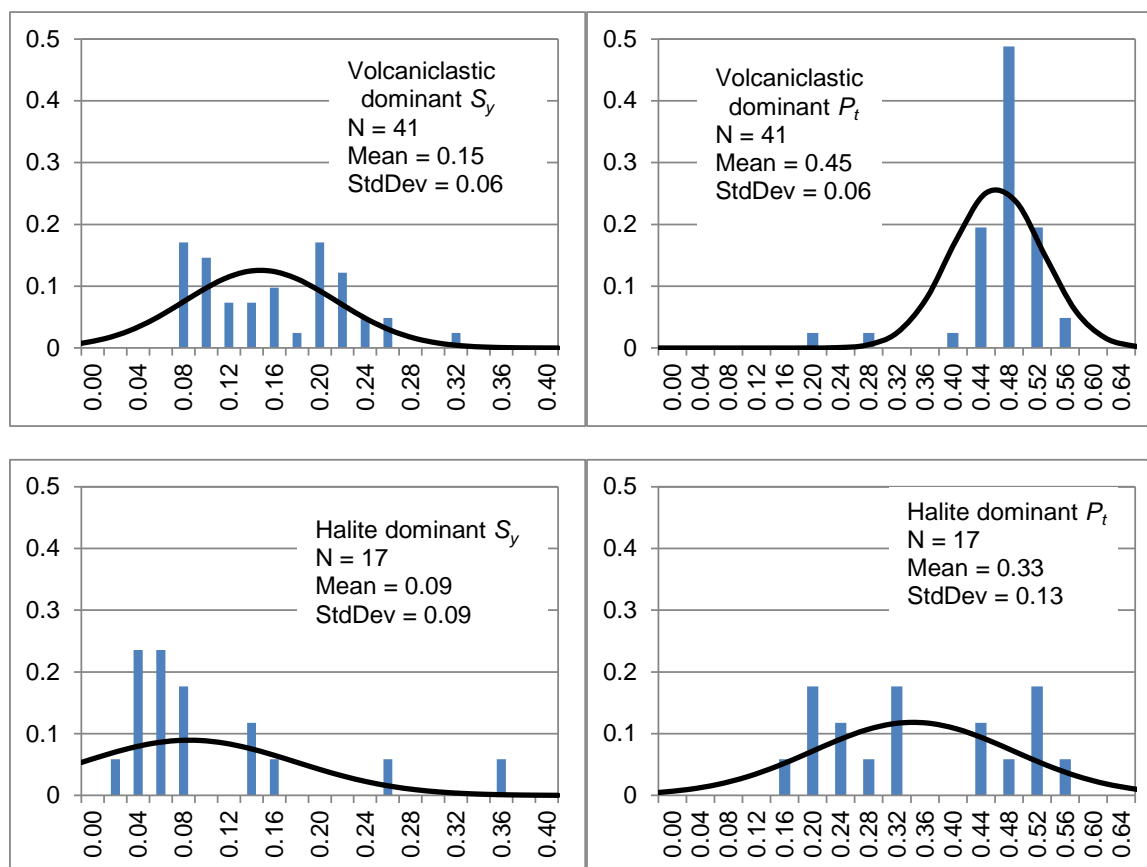 0.5
0.4
0.3
0.2
0.1
0
Volcaniclastic
dominant Sy
N = 41
Mean = 0.15
StdDev = 0.06
0.00 0.04 0.08 0.12 0.16 0.20 0.24 0.28 0.32 0.36 0.40
0.5
0.4
0.3
0.2
0.1
0
Volcaniclastic
dominant Pt
N = 41
Mean = 0.45
StdDev = 0.06
0.00 0.04 0.08 0.12 0.16 0.20 0.24 0.28 0.32 0.36 0.40 0.44 0.48 0.52 0.56 0.60 0.64
0.5
0.4
0.3
0.2
0.1
0
Halite dominant Sy
N = 17
Mean = 0.09
StdDev = 0.09
0.00 0.04 0.08 0.12 0.16 0.20 0.24 0.28 0.32 0.36 0.40
0.5
0.4
0.3
0.2
0.1
0
Halite dominant Pt
N = 17
Mean = 0.33
StdDev = 0.13
0.00 0.04 0.08 0.12 0.16 0.20 0.24 0.28 0.32 0.36 0.40 0.44 0.48 0.52 0.56 0.60 0.64